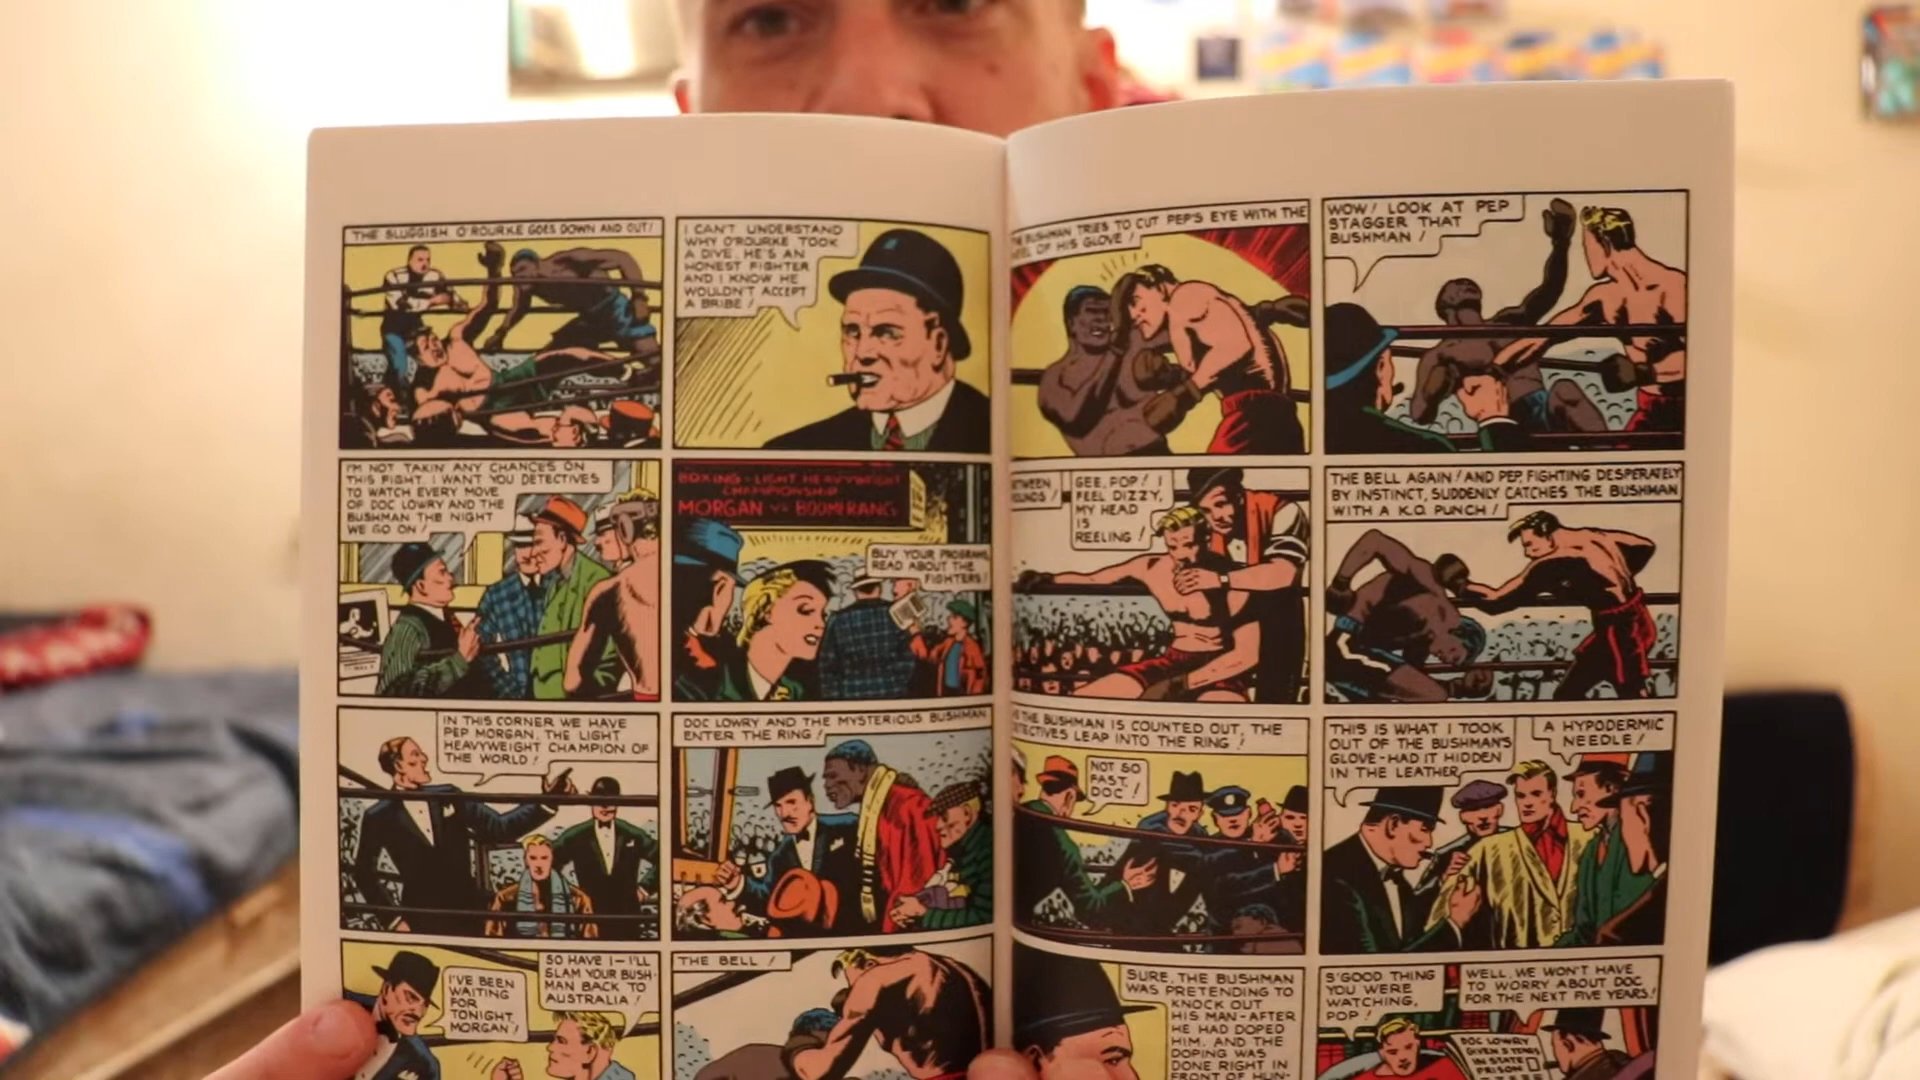 THE SLUGGISH O'ROURKE GOES DOWN AND OUT!
I CAN'T UNDERSTAND
WHY O'ROURKE TOOK
A DIVE. HE'S AN
HONEST FIGHTER
AND I KNOW HE
WOULDN'T ACCEPT
A BRIBE!
I'M NOT TAKIN' ANY CHANCES ON
THIS FIGHT. I WANT YOU DETECTIVES
TO WATCH EVERY MOVE
OF DOC LOWRY AND THE
BUSHMAN THE NIGHT
WE GO ON!
BOXING - LIGHT HEAVYWEIGHT
CHAMPIONSHIP
MORGAN VS BOOMERANG
BUY YOUR PROGRAMS
READ ABOUT THE
FIGHTERS!
IN THIS CORNER WE HAVE
PEP MORGAN, THE LIGHT
HEAVYWEIGHT CHAMPION OF
THE WORLD!
DOC LOWRY AND THE MYSTERIOUS BUSHMAN
ENTER THE RING!
I'VE BEEN
WAITING
FOR
TONIGHT,
MORGAN!
SO HAVE I - I'LL
SLAM YOUR BUSH-
MAN BACK TO
AUSTRALIA!
THE BELL!
BUSHMAN TRIES TO CUT PEP'S EYE WITH THE
HEEL OF HIS GLOVE!
WOW! LOOK AT PEP
STAGGER THAT
BUSHMAN!
BETWEEN
ROUNDS!
GEE, POP! I
FEEL DIZZY,
MY HEAD
IS
REELING!
THE BELL AGAIN! AND PEP, FIGHTING DESPERATELY
BY INSTINCT, SUDDENLY CATCHES THE BUSHMAN
WITH A K.O. PUNCH!
THE BUSHMAN IS COUNTED OUT, THE
DETECTIVES LEAP INTO THE RING!
NOT SO
FAST,
DOC!
THIS IS WHAT I TOOK
OUT OF THE BUSHMAN'S
GLOVE - HAD IT HIDDEN
IN THE LEATHER.
A HYPODERMIC
NEEDLE!
SURE, THE BUSHMAN
WAS PRETENDING TO
KNOCK OUT
HIS MAN - AFTER
HE HAD DOPED
HIM. AND THE
DOPING WAS
DONE RIGHT IN
FRONT OF HUN-
S'GOOD THING
YOU WERE
WATCHING,
POP!
WELL, WE WON'T HAVE
TO WORRY ABOUT DOC
FOR THE NEXT FIVE YEARS!
DOC LOWRY
GIVEN 5 YEARS
IN STATE
PRISON